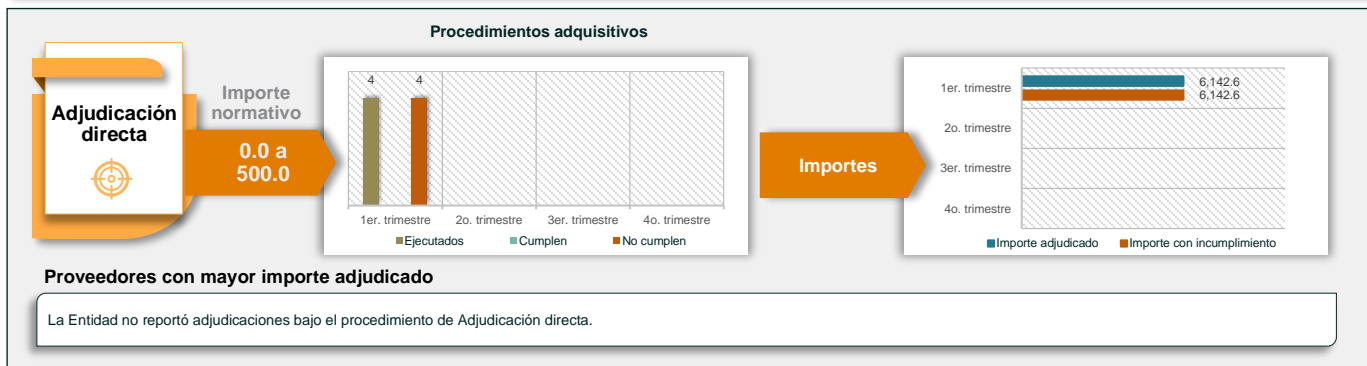 Procedimientos adquisitivos
Adjudicación
directa
Importe
normativo
0.0 a
500.0
4 4
1er. trimestre 2o. trimestre 3er. trimestre 4o. trimestre
Ejecutados Cumplen No cumplen
Importes
1er. trimestre
2o. trimestre
3er. trimestre
4o. trimestre
6,142.6
6,142.6
Importe adjudicado Importe con incumplimiento
Proveedores con mayor importe adjudicado
La Entidad no reportó adjudicaciones bajo el procedimiento de Adjudicación directa.